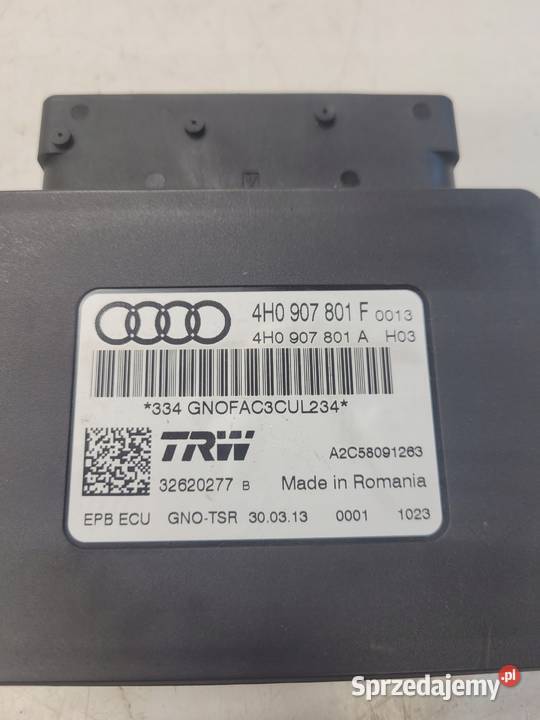 4H0 907 801 F 0013
4H0 907 801 A H03
*334 GNOFAC3CUL234*
TRW
A2C58091263
32620277 B Made in Romania
EPB ECU GNO-TSR 30.03.13 0001 1023
Sprzedajemy.pl